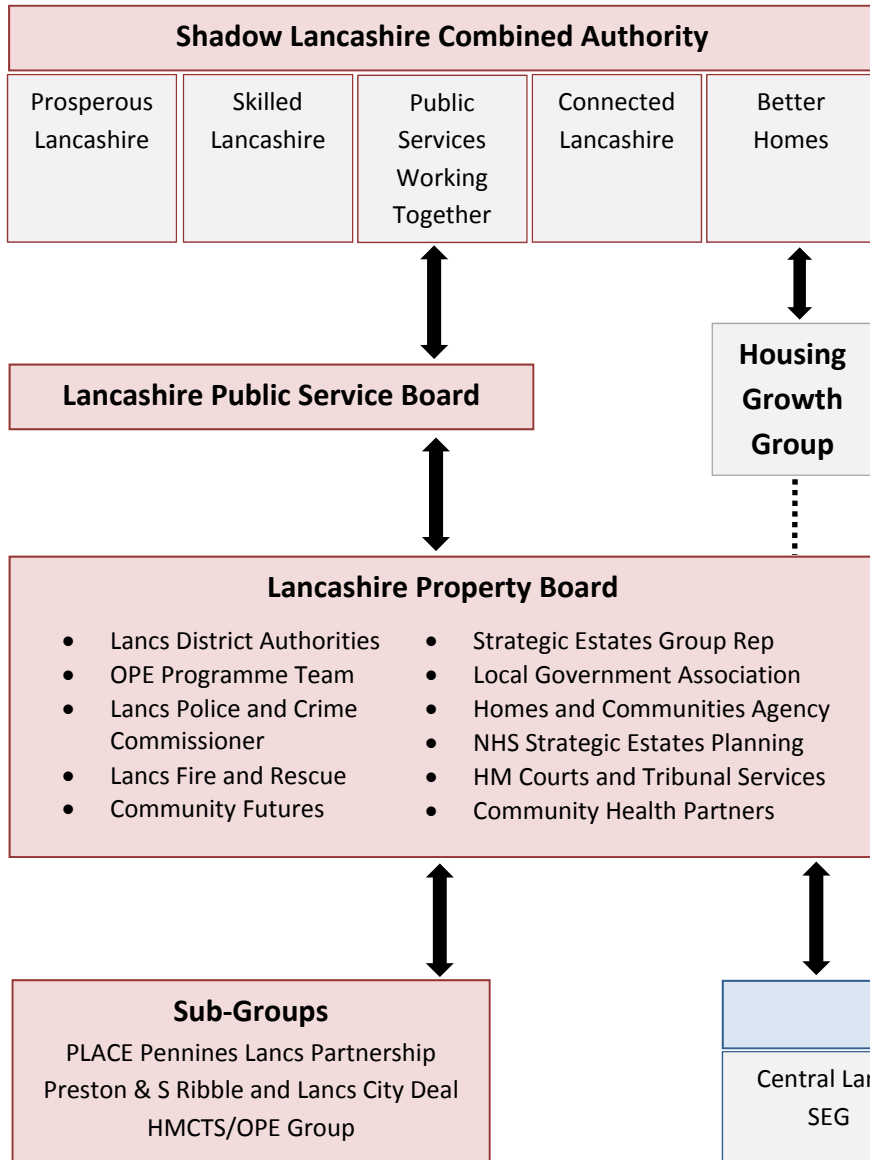 Shadow Lancashire Combined Authority
Prosperous
Lancashire
Skilled
Lancashire
Public
Services
Working
Together
Connected
Lancashire
Better
Homes
Lancashire Public Service Board
Housing
Growth
Group
Lancashire Property Board
• Lancs District Authorities
• OPE Programme Team
• Lancs Police and Crime
Commissioner
• Lancs Fire and Rescue
• Community Futures
• Strategic Estates Group Rep
• Local Government Association
• Homes and Communities Agency
• NHS Strategic Estates Planning
• HM Courts and Tribunal Services
• Community Health Partners
Sub-Groups
PLACE Pennines Lancs Partnership
Preston & S Ribble and Lancs City Deal
HMCTS/OPE Group
Central
SEG